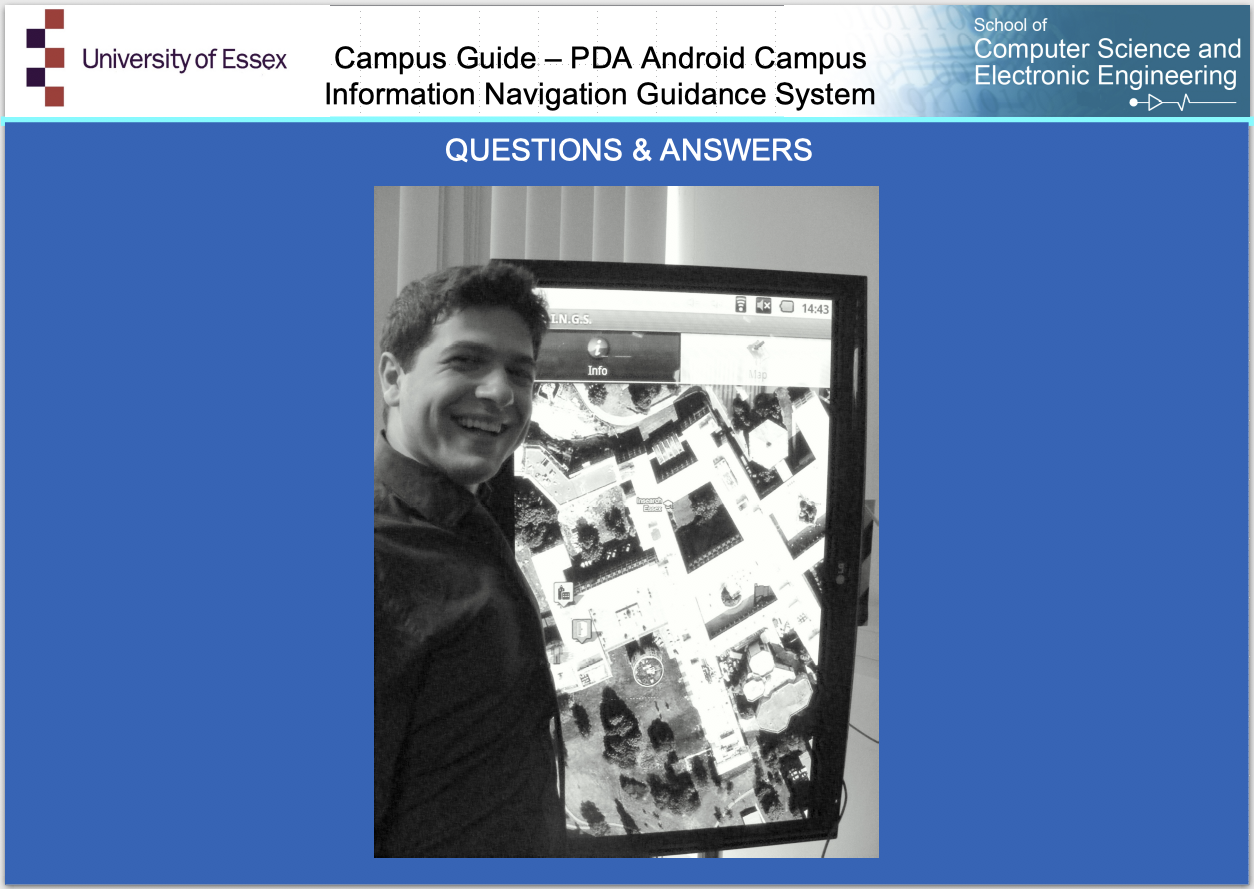 University of Essex
Campus Guide – PDA Android Campus
Information Navigation Guidance System
School of
Computer Science and
Electronic Engineering
QUESTIONS & ANSWERS
14:43
I.N.G.S.
Info
Map
Research
Essex
LG